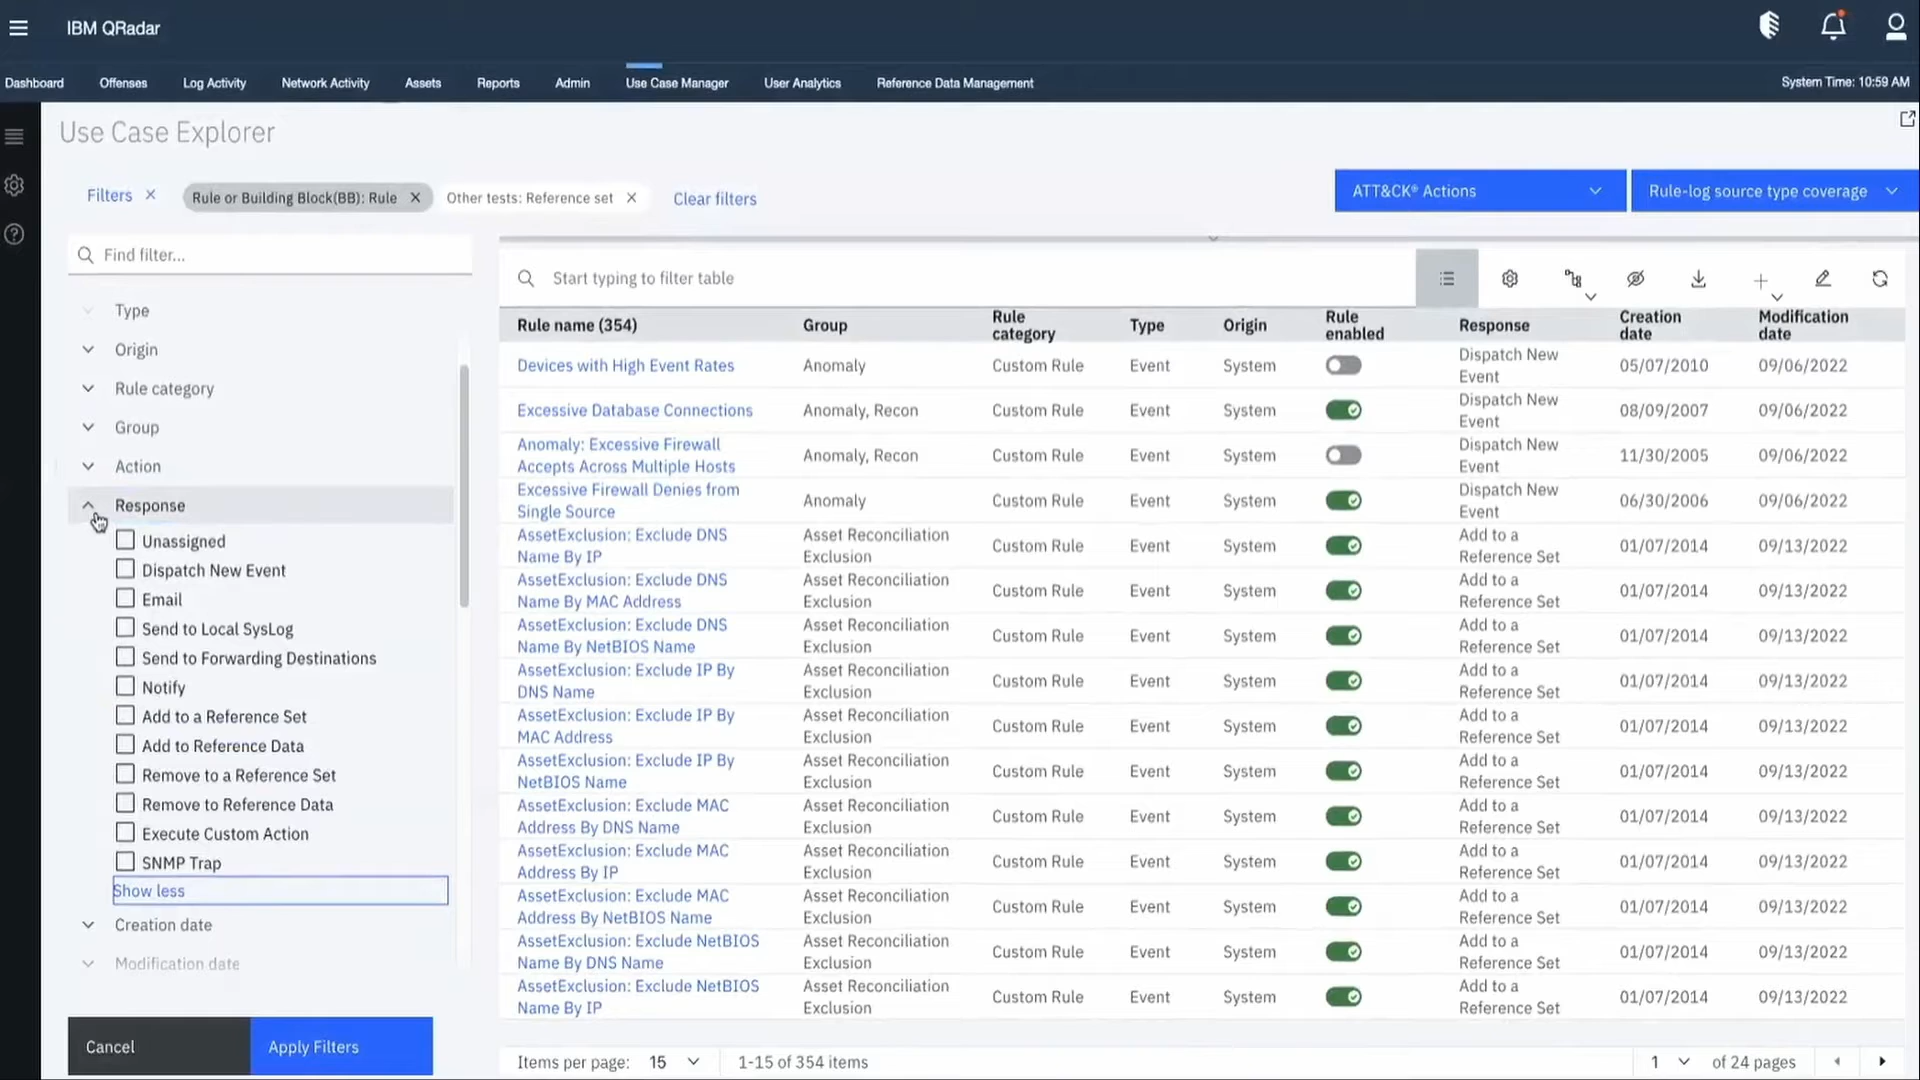 IBM QRadar
Dashboard Offenses Log Activity Network Activity Assets Reports Admin Use Case Manager User Analytics Reference Data Management System Time: 10:59 AM
Use Case Explorer
Filters Rule or Building Block(BB): Rule Other tests: Reference set Clear filters
ATT&CK® Actions Rule-log source type coverage
Find filter...
Type
Origin
Rule category
Group
Action
Response
Unassigned
Dispatch New Event
Email
Send to Local SysLog
Send to Forwarding Destinations
Notify
Add to a Reference Set
Add to Reference Data
Remove to a Reference Set
Remove to Reference Data
Execute Custom Action
SNMP Trap
Show less
Creation date
Modification date
Cancel Apply Filters
Start typing to filter table
Rule name (354) Group Rule category Type Origin Rule enabled Response Creation date Modification date
Devices with High Event Rates Anomaly Custom Rule Event System Dispatch New Event 05/07/2010 09/06/2022
Excessive Database Connections Anomaly, Recon Custom Rule Event System Dispatch New Event 08/09/2007 09/06/2022
Anomaly: Excessive Firewall Accepts Across Multiple Hosts Anomaly, Recon Custom Rule Event System Dispatch New Event 11/30/2005 09/06/2022
Excessive Firewall Denies from Single Source Anomaly Custom Rule Event System Dispatch New Event 06/30/2006 09/06/2022
AssetExclusion: Exclude DNS Name By IP Asset Reconciliation Exclusion Custom Rule Event System Add to a Reference Set 01/07/2014 09/13/2022
AssetExclusion: Exclude DNS Name By MAC Address Asset Reconciliation Exclusion Custom Rule Event System Add to a Reference Set 01/07/2014 09/13/2022
AssetExclusion: Exclude DNS Name By NetBIOS Name Asset Reconciliation Exclusion Custom Rule Event System Add to a Reference Set 01/07/2014 09/13/2022
AssetExclusion: Exclude IP By DNS Name Asset Reconciliation Exclusion Custom Rule Event System Add to a Reference Set 01/07/2014 09/13/2022
AssetExclusion: Exclude IP By MAC Address Asset Reconciliation Exclusion Custom Rule Event System Add to a Reference Set 01/07/2014 09/13/2022
AssetExclusion: Exclude IP By NetBIOS Name Asset Reconciliation Exclusion Custom Rule Event System Add to a Reference Set 01/07/2014 09/13/2022
AssetExclusion: Exclude MAC Address By DNS Name Asset Reconciliation Exclusion Custom Rule Event System Add to a Reference Set 01/07/2014 09/13/2022
AssetExclusion: Exclude MAC Address By IP Asset Reconciliation Exclusion Custom Rule Event System Add to a Reference Set 01/07/2014 09/13/2022
AssetExclusion: Exclude MAC Address By NetBIOS Name Asset Reconciliation Exclusion Custom Rule Event System Add to a Reference Set 01/07/2014 09/13/2022
AssetExclusion: Exclude NetBIOS Name By DNS Name Asset Reconciliation Exclusion Custom Rule Event System Add to a Reference Set 01/07/2014 09/13/2022
AssetExclusion: Exclude NetBIOS Name By IP Asset Reconciliation Exclusion Custom Rule Event System Add to a Reference Set 01/07/2014 09/13/2022
Items per page: 15 1-15 of 354 items 1 of 24 pages